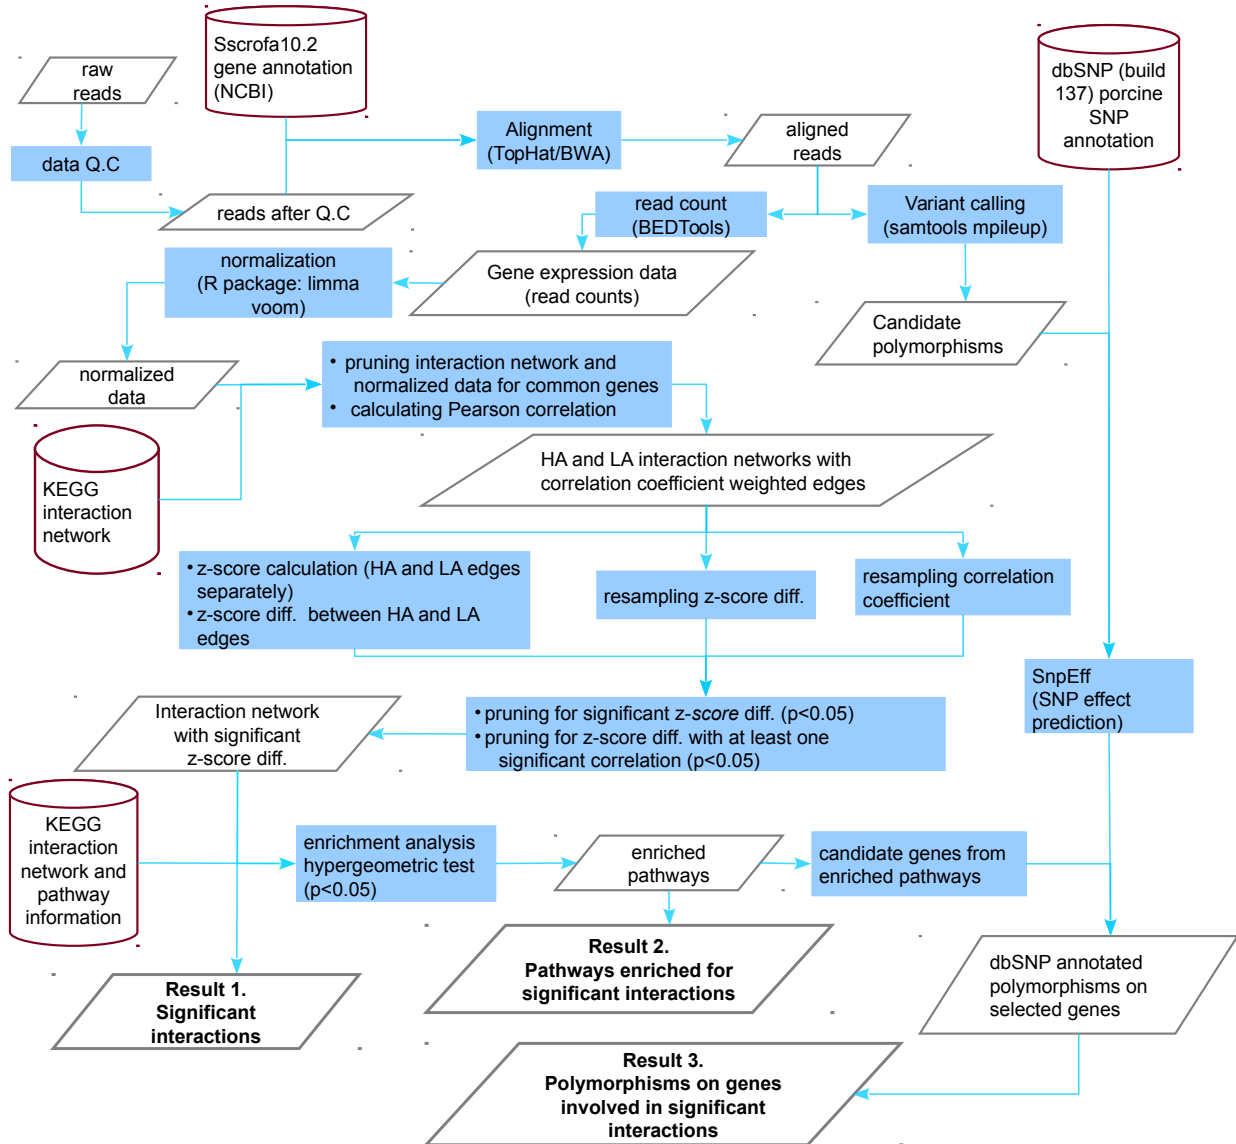 raw
reads
Sscrofa10.2
gene annotation
(NCBI)
dbSNP (build
137) porcine
SNP
annotation
data Q.C
Alignment
(TopHat/BWA)
aligned
reads
reads after Q.C
read count
(BEDTools)
Variant calling
(samtools mpileup)
normalization
(R package: limma
voom)
Gene expression data
(read counts)
Candidate
polymorphisms
normalized
data
• pruning interaction network and
normalized data for common genes
• calculating Pearson correlation
KEGG
interaction
network
HA and LA interaction networks with
correlation coefficient weighted edges
• z-score calculation (HA and LA edges
separately)
• z-score diff. between HA and LA
edges
resampling z-score diff.
resampling correlation
coefficient
SnpEff
(SNP effect
prediction)
Interaction network
with significant
z-score diff.
• pruning for significant z-score diff. (p<0.05)
• pruning for z-score diff. with at least one
significant correlation (p<0.05)
KEGG
interaction
network and
pathway
information
enrichment analysis
hypergeometric test
(p<0.05)
enriched
pathways
candidate genes from
enriched pathways
Result 1.
Significant
interactions
Result 2.
Pathways enriched for
significant interactions
dbSNP annotated
polymorphisms on
selected genes
Result 3.
Polymorphisms on genes
involved in significant
interactions